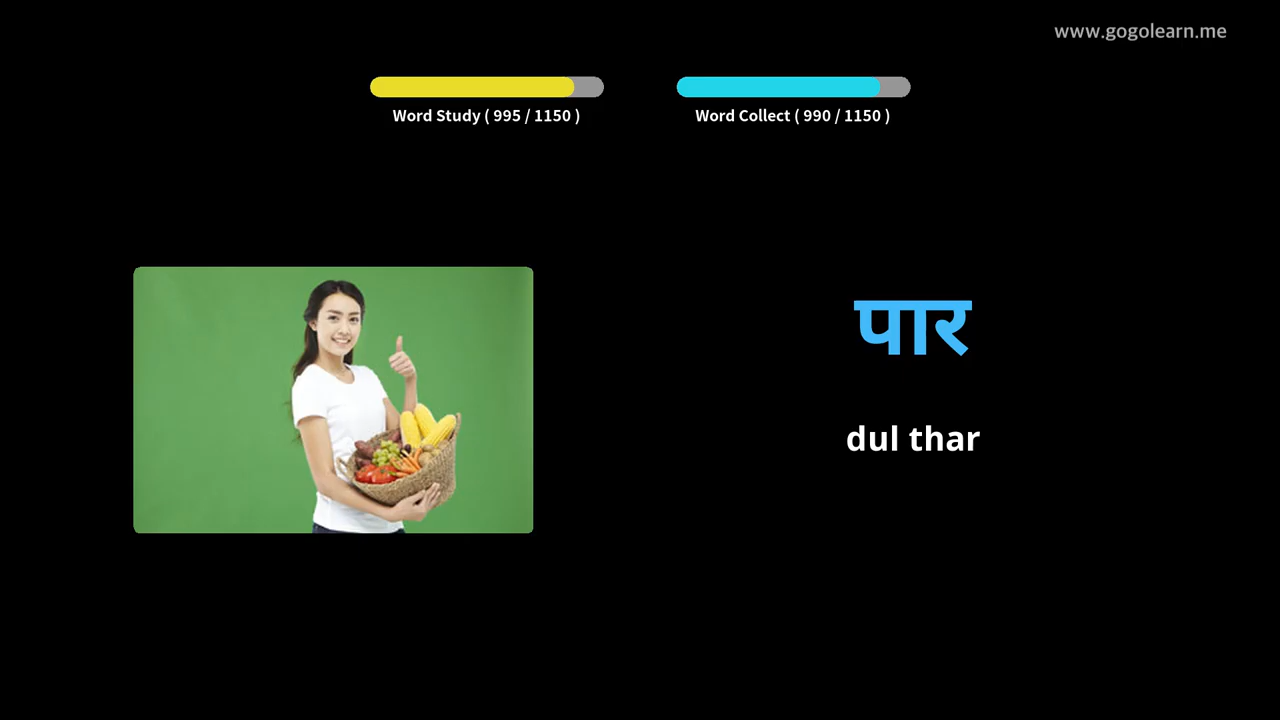 www.gogolearn.me
Word Study ( 995 / 1150 )
Word Collect ( 990 / 1150 )
पार
dul thar